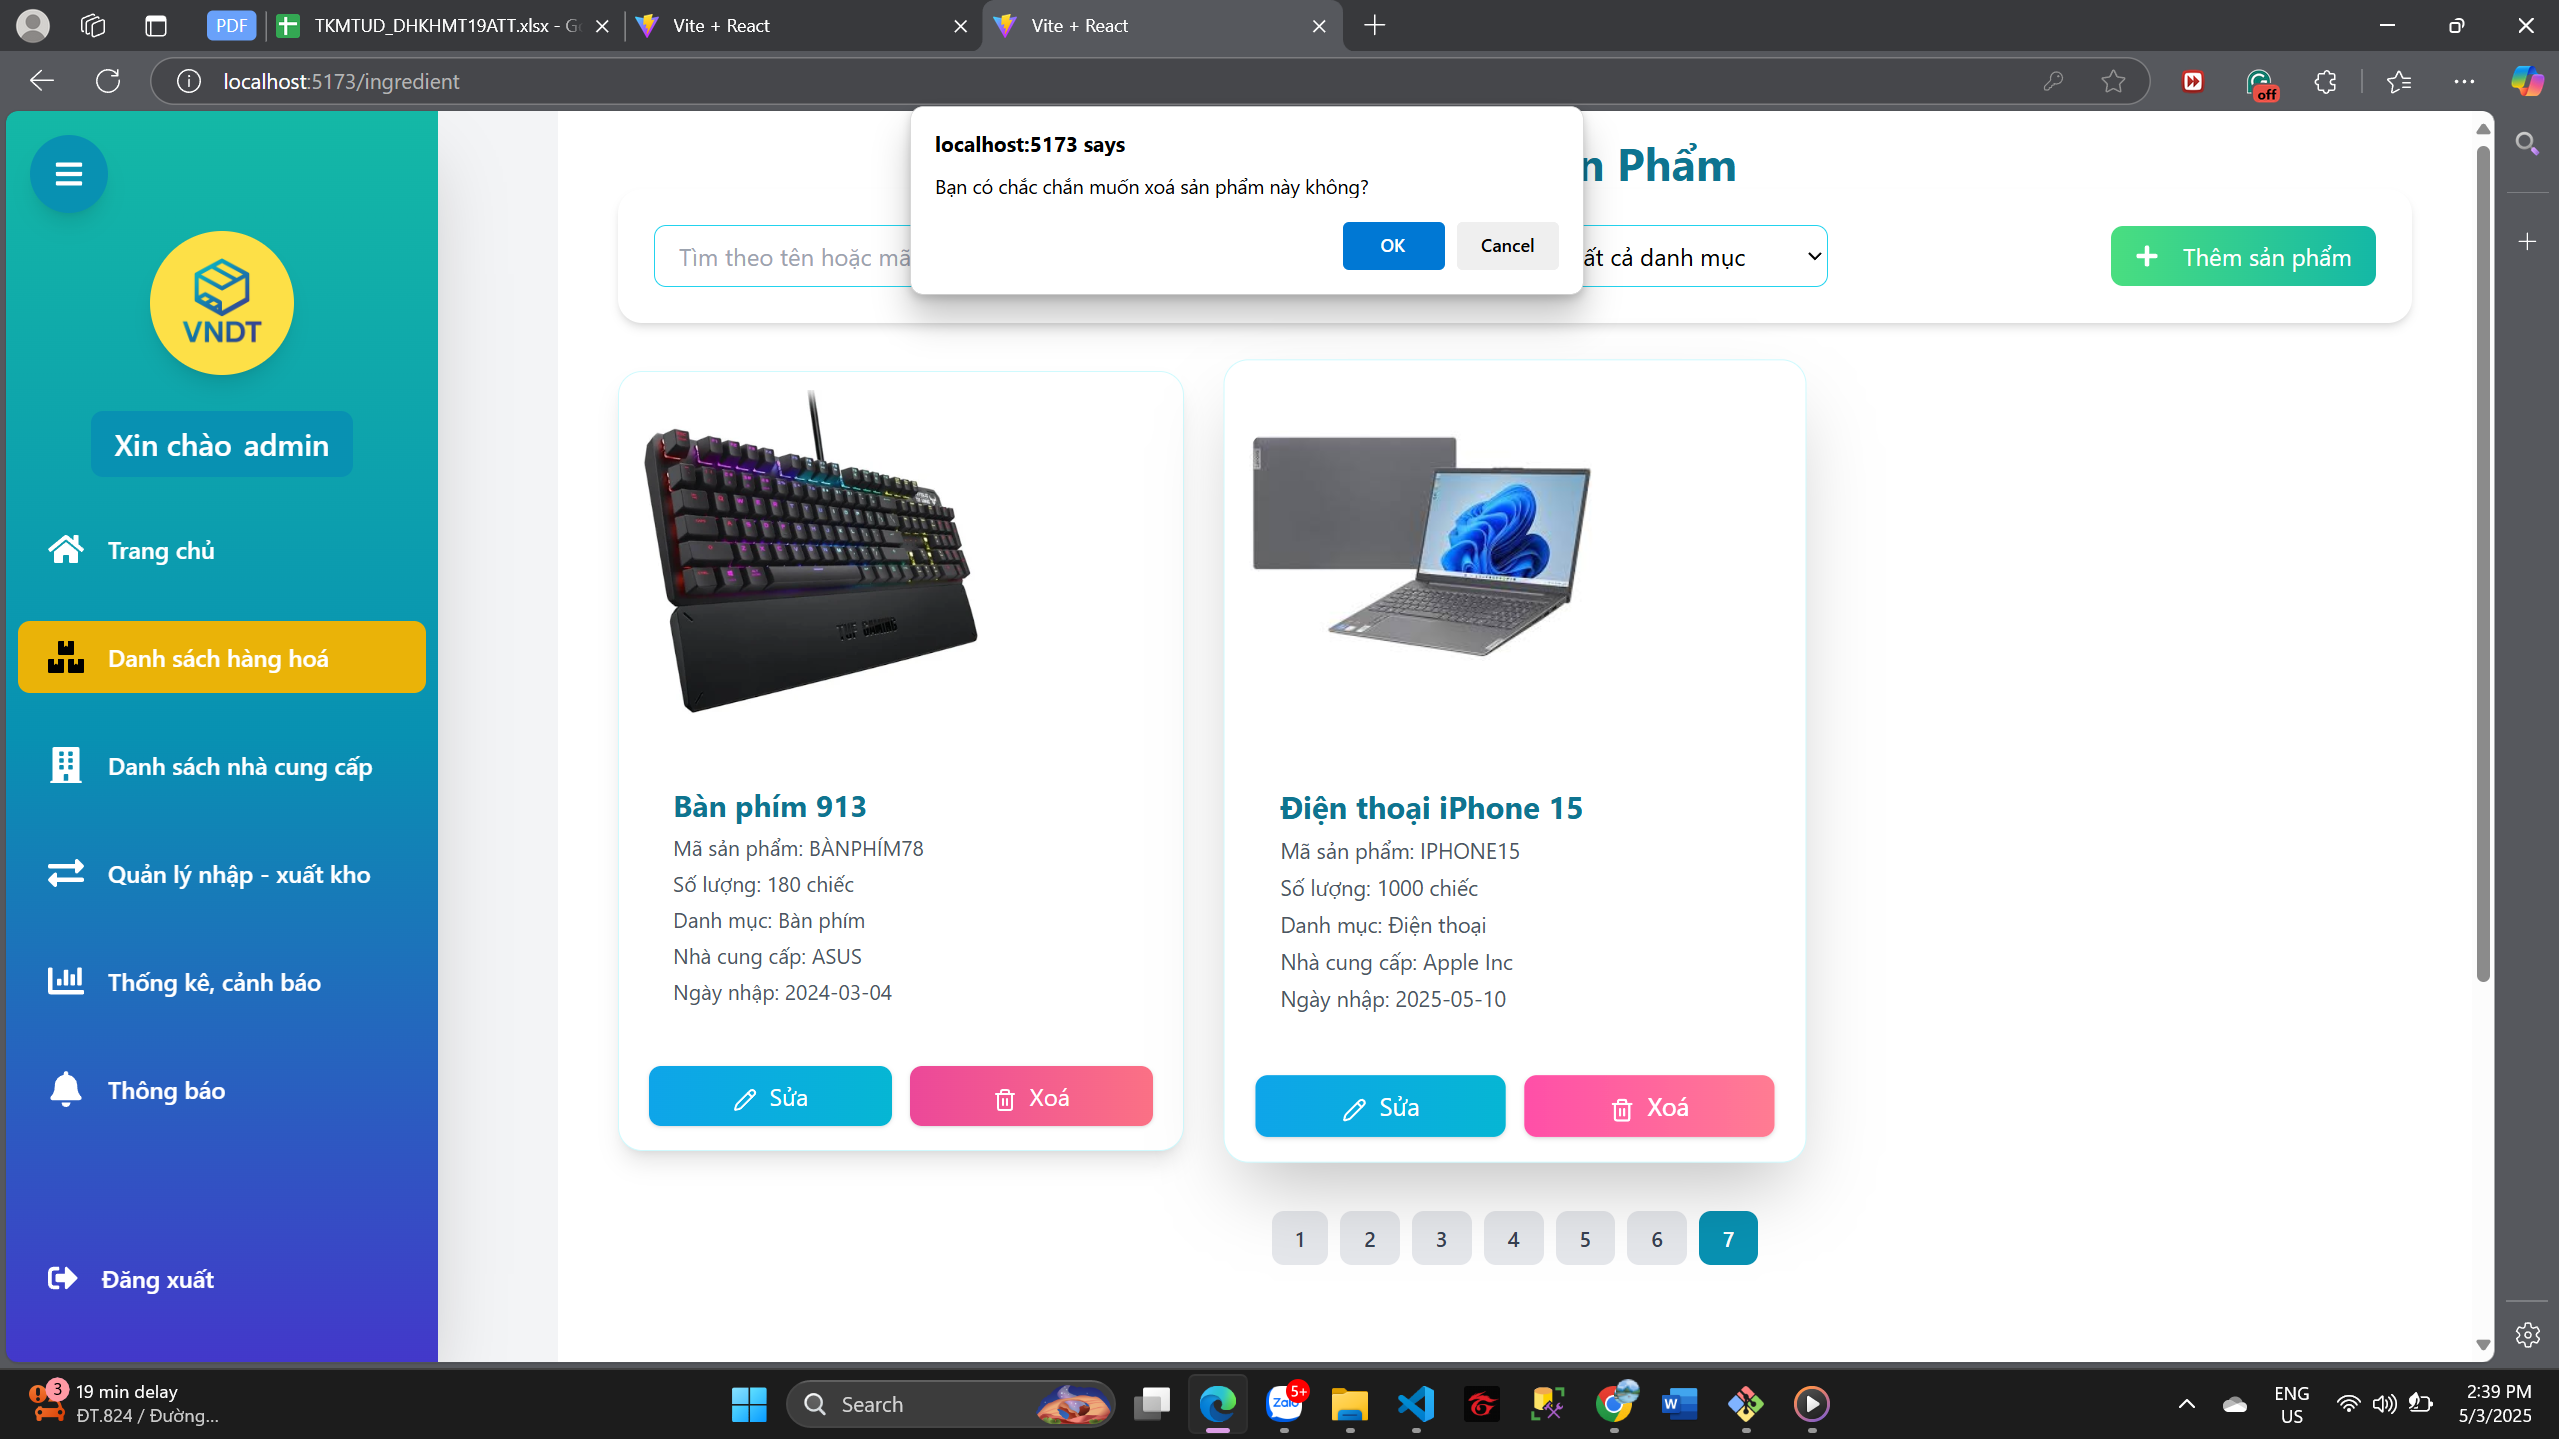 PDF
TKMTUD_DHKHMT19ATT.xlsx - G
Vite + React
Vite + React
localhost:5173/ingredient
off
localhost:5173 says
Bạn có chắc chắn muốn xoá sản phẩm này không?
OK
Cancel
n Phẩm
Tìm theo tên hoặc mã
ất cả danh mục
Thêm sản phẩm
VNDT
Xin chào admin
Trang chủ
Danh sách hàng hoá
Danh sách nhà cung cấp
Quản lý nhập - xuất kho
Thống kê, cảnh báo
Thông báo
Đăng xuất
TUF GAMING
Bàn phím 913
Mã sản phẩm: BÀNPHÍM78
Số lượng: 180 chiếc
Danh mục: Bàn phím
Nhà cung cấp: ASUS
Ngày nhập: 2024-03-04
Sửa
Xoá
Điện thoại iPhone 15
Mã sản phẩm: IPHONE15
Số lượng: 1000 chiếc
Danh mục: Điện thoại
Nhà cung cấp: Apple Inc
Ngày nhập: 2025-05-10
Sửa
Xoá
1 2 3 4 5 6 7
3
19 min delay
ĐT.824 / Đường...
Search
Zalo
5+
W
ENG
US
2:39 PM
5/3/2025